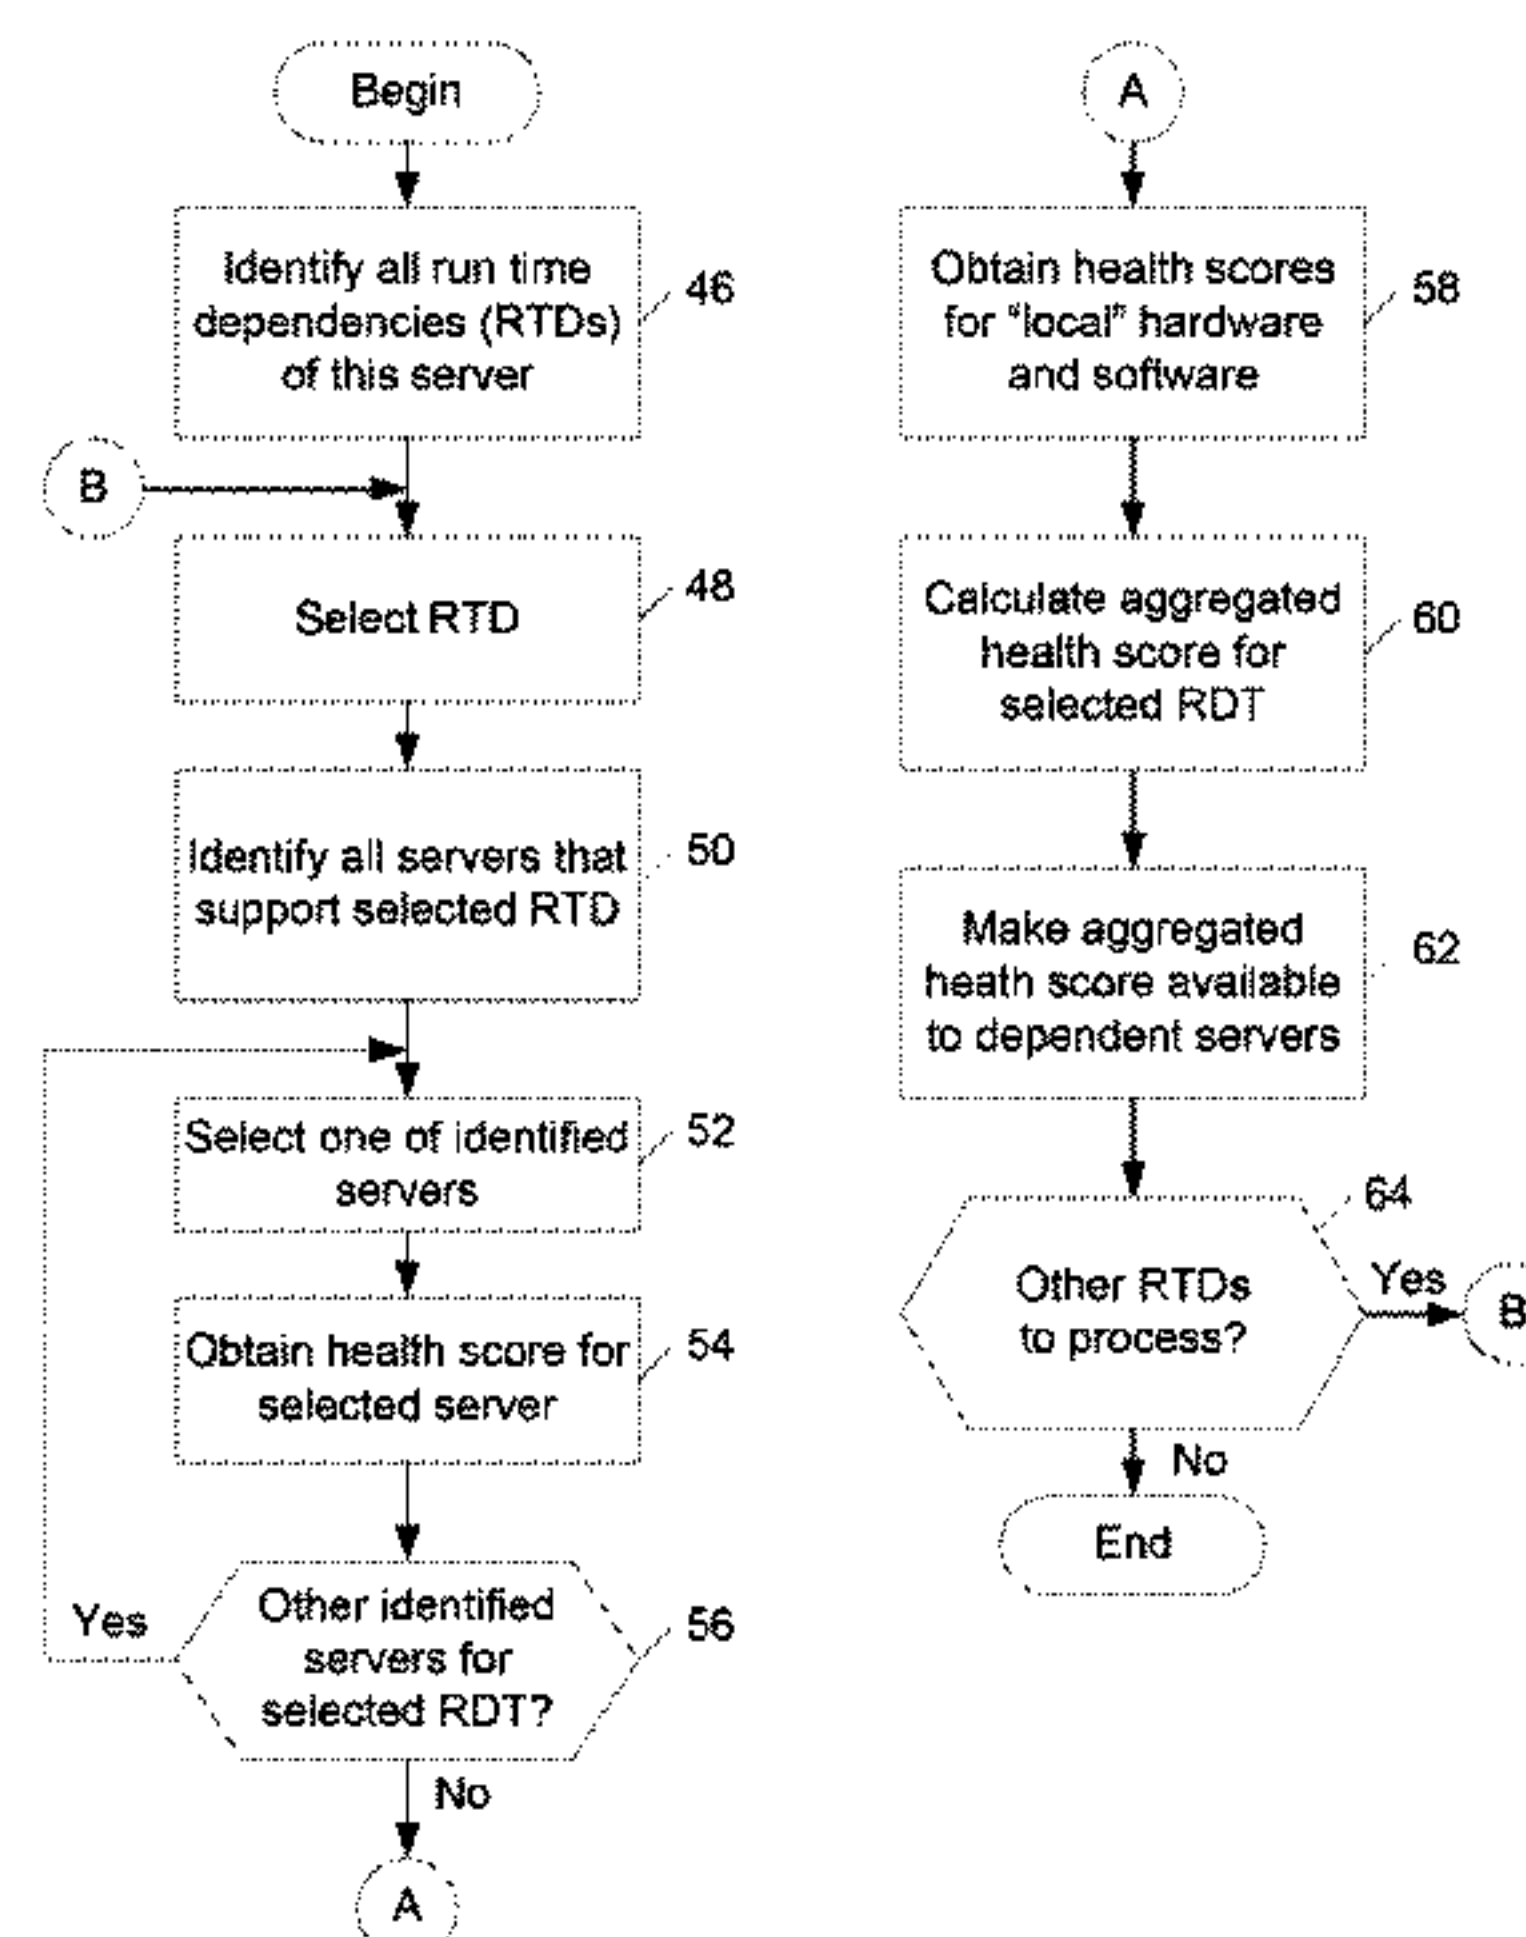 Begin
Identify all run time
dependencies (RTDs)
of this server
46
B
Select RTD
48
Identify all servers that
support selected RTD
50
Select one of identified
servers
52
Obtain health score for
selected server
54
Other identified
servers for
selected RDT?
56
Yes
No
A
A
Obtain health scores
for “local” hardware
and software
58
Calculate aggregated
health score for
selected RDT
60
Make aggregated
heath score available
to dependent servers
62
Other RTDs
to process?
64
Yes
B
No
End